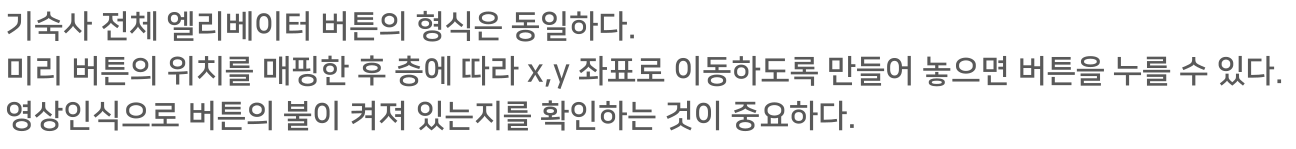 기숙사 전체 엘리베이터 버튼의 형식은 동일하다.
미리 버튼의 위치를 매핑한 후 층에 따라 x,y 좌표로 이동하도록 만들어 놓으면 버튼을 누를 수 있다.
영상인식으로 버튼의 불이 켜져 있는지를 확인하는 것이 중요하다.